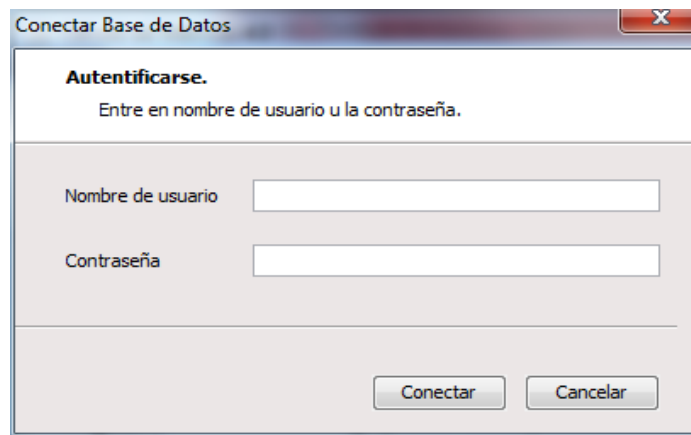 Conectar Base de Datos
Autentificarse.
Entre en nombre de usuario u la contraseña.
Nombre de usuario
Contraseña
Conectar Cancelar